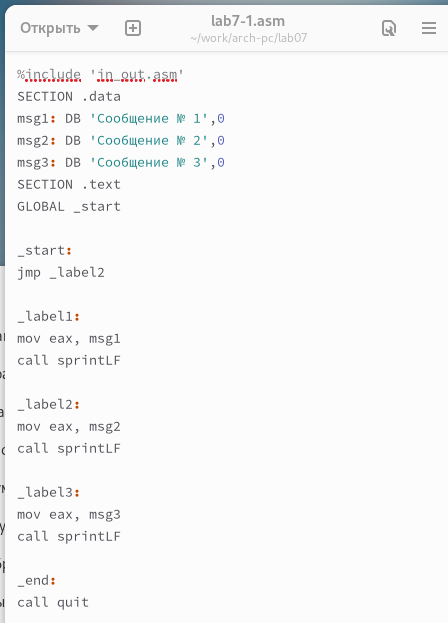 Открыть
lab7-1.asm
~/work/arch-pc/lab07
%include 'in_out.asm'
SECTION .data
msg1: DB 'Сообщение № 1',0
msg2: DB 'Сообщение № 2',0
msg3: DB 'Сообщение № 3',0
SECTION .text
GLOBAL _start
_start:
jmp _label2
_label1:
mov eax, msg1
call sprintLF
_label2:
mov eax, msg2
call sprintLF
_label3:
mov eax, msg3
call sprintLF
_end:
call quit